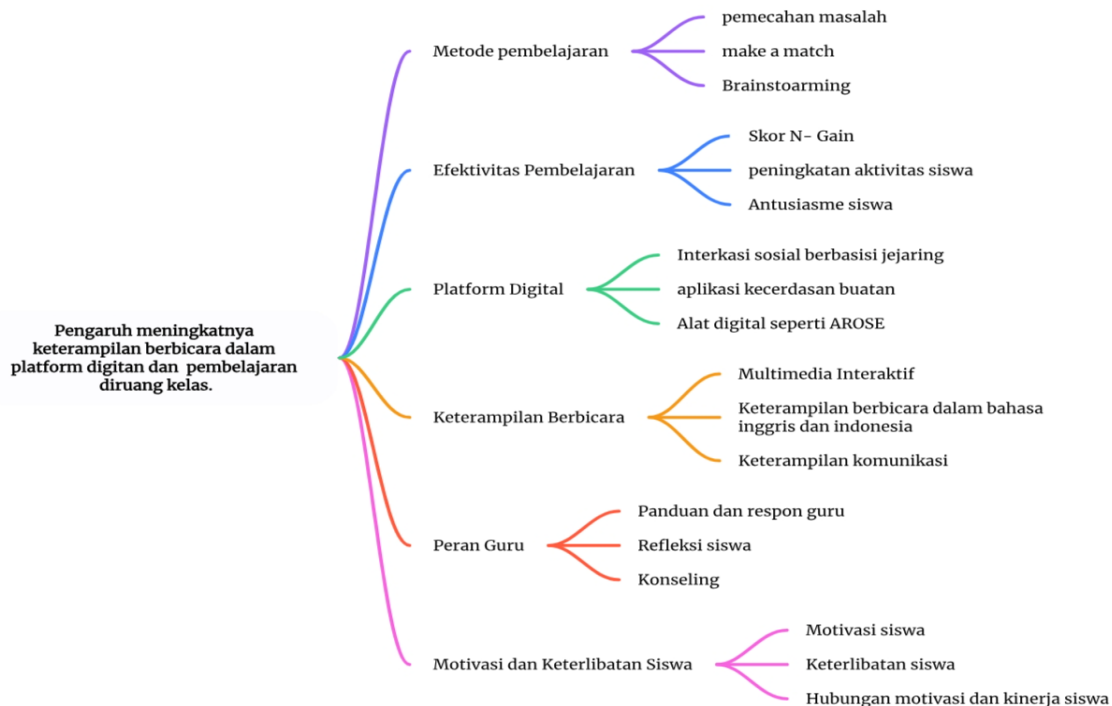 Pengaruh meningkatnya
keterampilan berbicara dalam
platform digitan dan pembelajaran
diruang kelas.
Metode pembelajaran
pemecahan masalah
make a match
Brainstoarming
Efektivitas Pembelajaran
Skor N- Gain
peningkatan aktivitas siswa
Antusiasme siswa
Platform Digital
Interkasi sosial berbasisi jejaring
aplikasi kecerdasan buatan
Alat digital seperti AROSE
Keterampilan Berbicara
Multimedia Interaktif
Keterampilan berbicara dalam bahasa
inggris dan indonesia
Keterampilan komunikasi
Peran Guru
Panduan dan respon guru
Refleksi siswa
Konseling
Motivasi dan Keterlibatan Siswa
Motivasi siswa
Keterlibatan siswa
Hubungan motivasi dan kinerja siswa